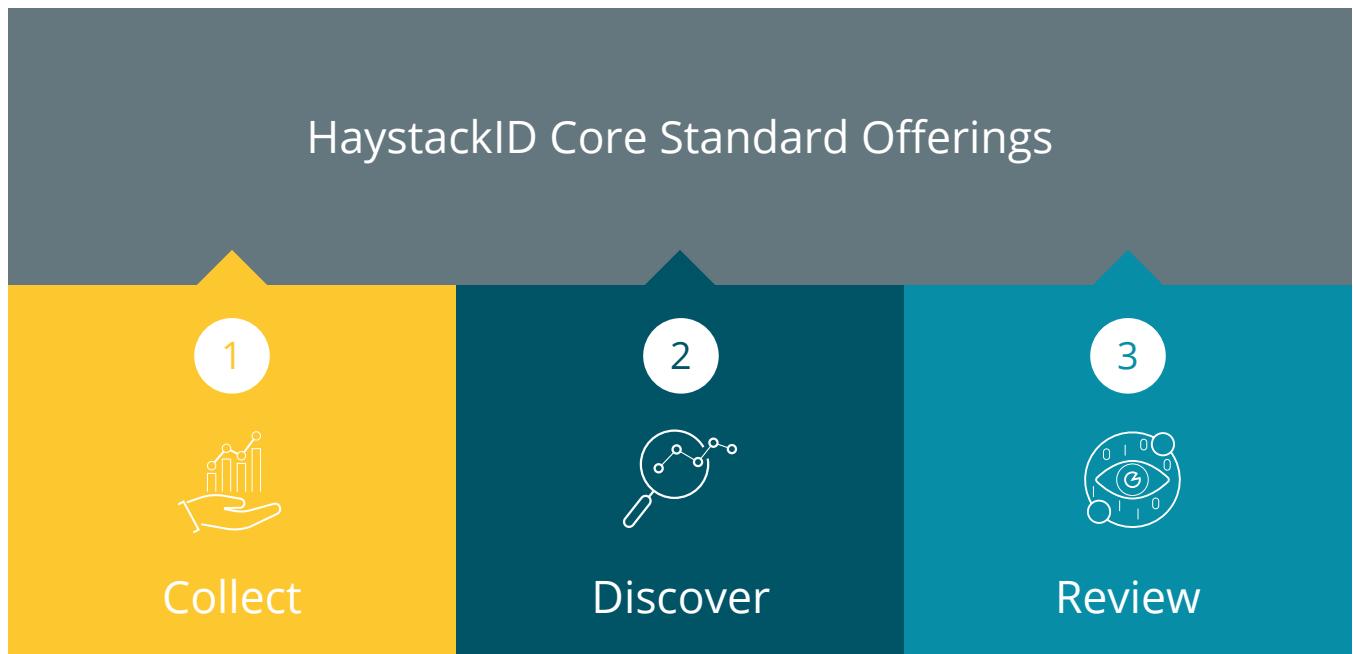 HaystackID Core Standard Offerings
1
2
3
Collect
Discover
Review